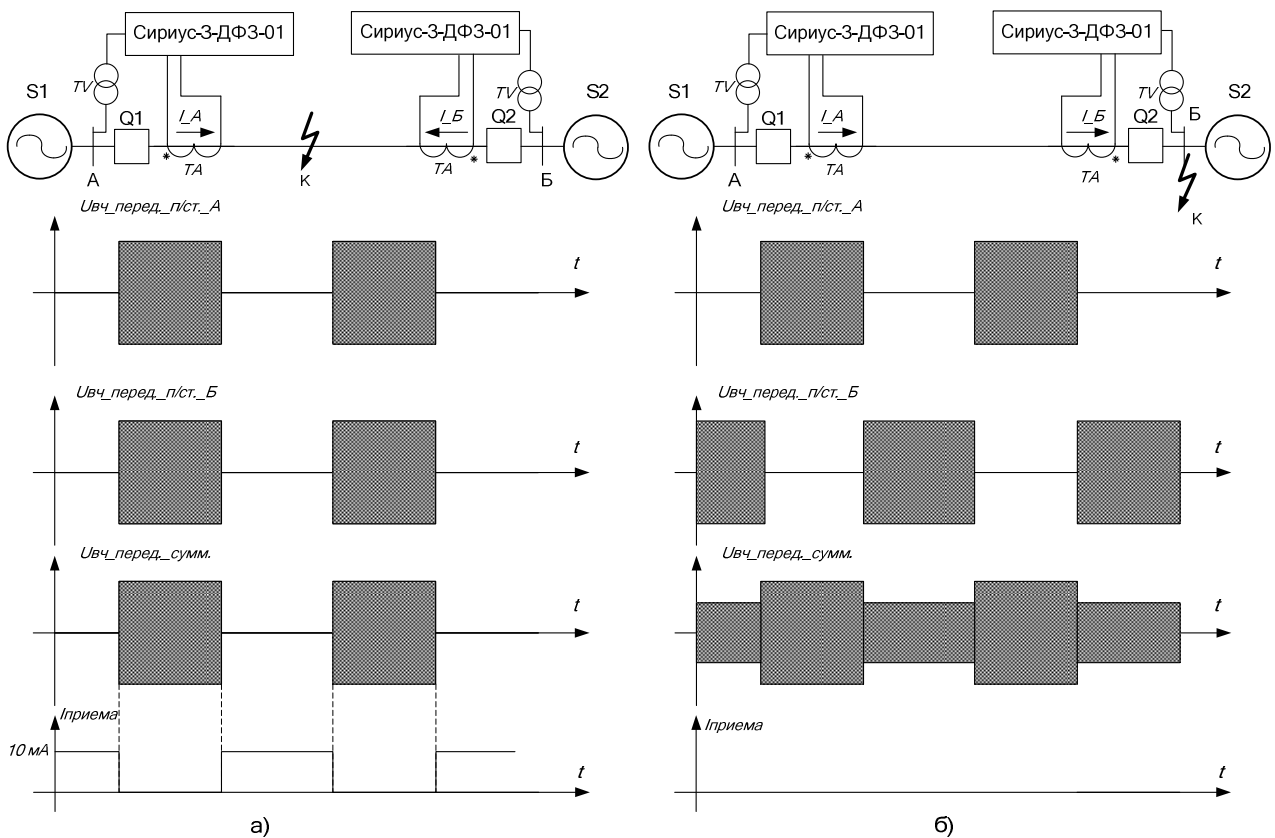 Сириус-3-ДФЗ-01
Сириус-3-ДФЗ-01
TV
TV
S1
S2
Q1
I_А
I_Б
Q2
*
*
А
TA
К
TA
Б
Uвч_перед._п/ст._А
t
Uвч_перед._п/ст._Б
t
Uвч_перед._сумм.
t
Iприема
10 мА
t
а)
Сириус-3-ДФЗ-01
Сириус-3-ДФЗ-01
TV
TV
S1
S2
Q1
I_А
I_Б
Q2
Б
*
*
А
TA
TA
К
Uвч_перед._п/ст._А
t
Uвч_перед._п/ст._Б
t
Uвч_перед._сумм.
t
Iприема
t
б)